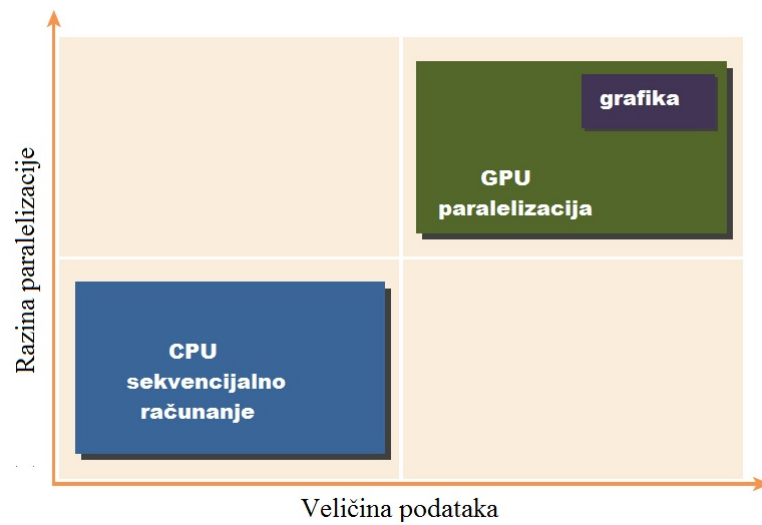 Razina paralelizacije
grafika
GPU
paralelizacija
CPU
sekvencijalno
računanje
Veličina podataka